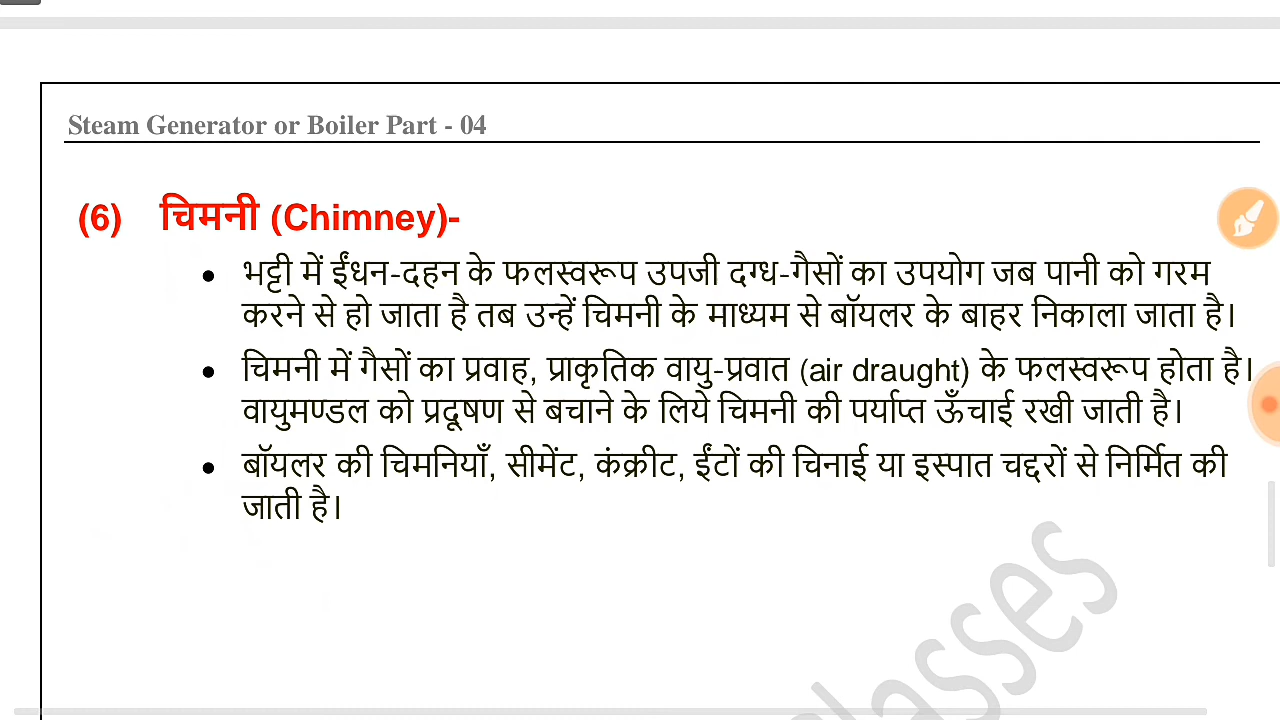 Steam Generator or Boiler Part - 04
(6) चिमनी (Chimney)-
• भट्टी में ईंधन-दहन के फलस्वरूप उपजी दग्ध-गैसों का उपयोग जब पानी को गरम
करने से हो जाता है तब उन्हें चिमनी के माध्यम से बॉयलर के बाहर निकाला जाता है।
• चिमनी में गैसों का प्रवाह, प्राकृतिक वायु-प्रवात (air draught) के फलस्वरूप होता है।
वायुमण्डल को प्रदूषण से बचाने के लिये चिमनी की पर्याप्त ऊँचाई रखी जाती है।
• बॉयलर की चिमनियाँ, सीमेंट, कंक्रीट, ईंटों की चिनाई या इस्पात चद्दरों से निर्मित की
जाती है।